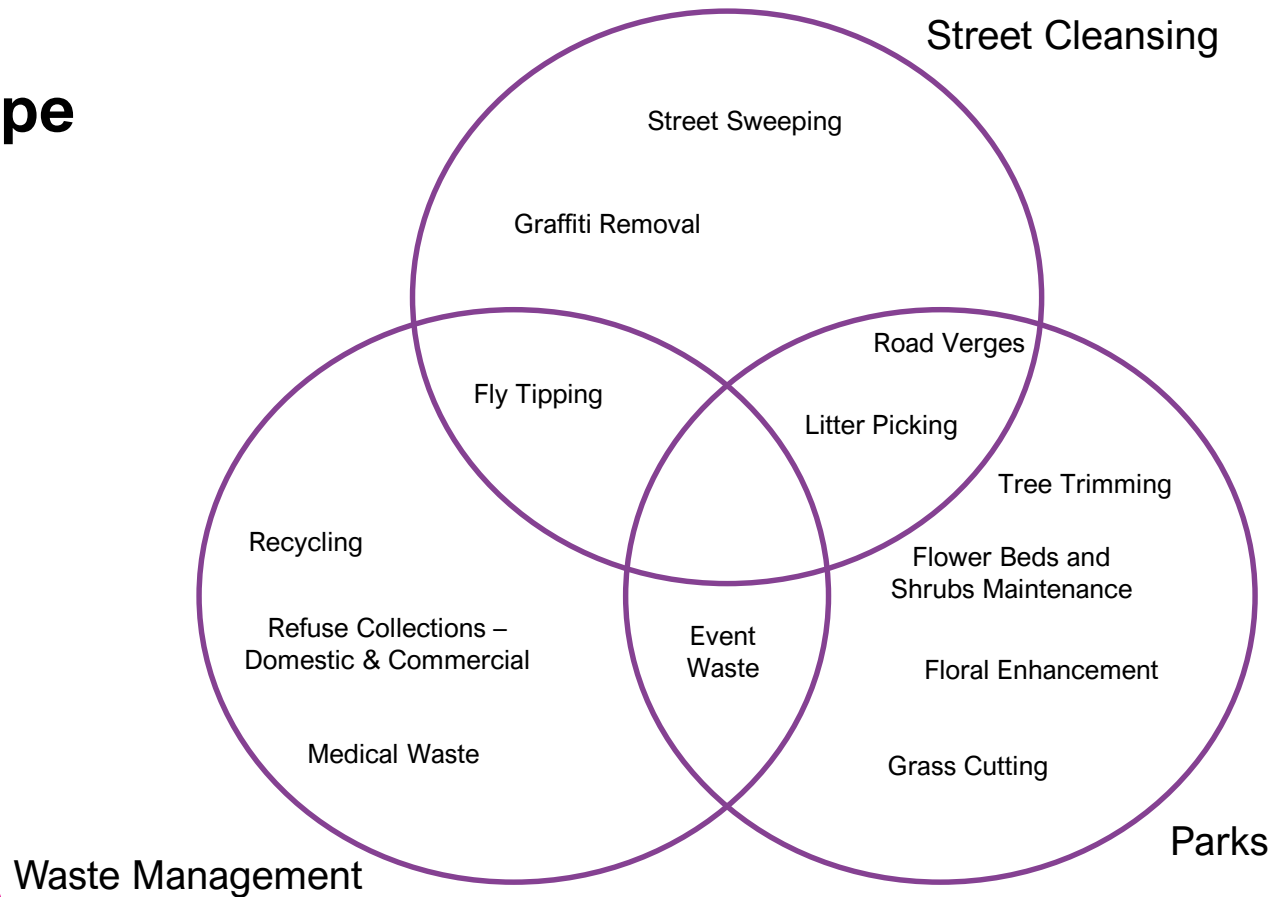 Street Cleansing
pe
Street Sweeping
Graffiti Removal
Road Verges
Fly Tipping
Litter Picking
Tree Trimming
Recycling
Flower Beds and
Shrubs Maintenance
Refuse Collections –
Domestic & Commercial
Event
Waste
Floral Enhancement
Medical Waste
Grass Cutting
Parks
Waste Management